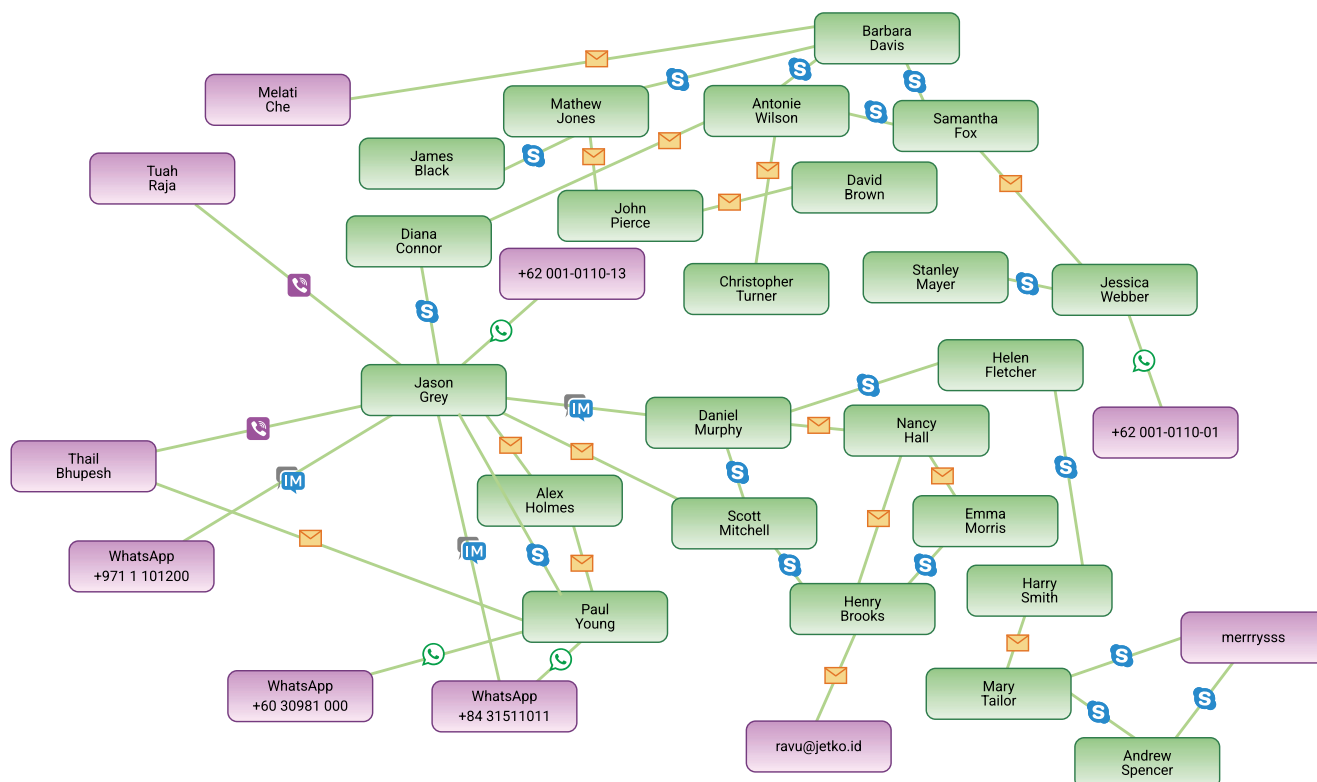 Barbara
Davis
Melati
Che
Mathew
Jones
Antonie
Wilson
Samantha
Fox
James
Black
Tuah
Raja
David
Brown
John
Pierce
Diana
Connor
+62 001-0110-13
Christopher
Turner
Stanley
Mayer
Jessica
Webber
Helen
Fletcher
Jason
Grey
IM
Daniel
Murphy
Nancy
Hall
+62 001-0110-01
Thail
Bhupesh
IM
Alex
Holmes
Scott
Mitchell
Emma
Morris
IM
WhatsApp
+971 1 101200
Harry
Smith
Henry
Brooks
Paul
Young
merrrysss
WhatsApp
+60 30981 000
WhatsApp
+84 31511011
Mary
Tailor
ravu@jetko.id
Andrew
Spencer